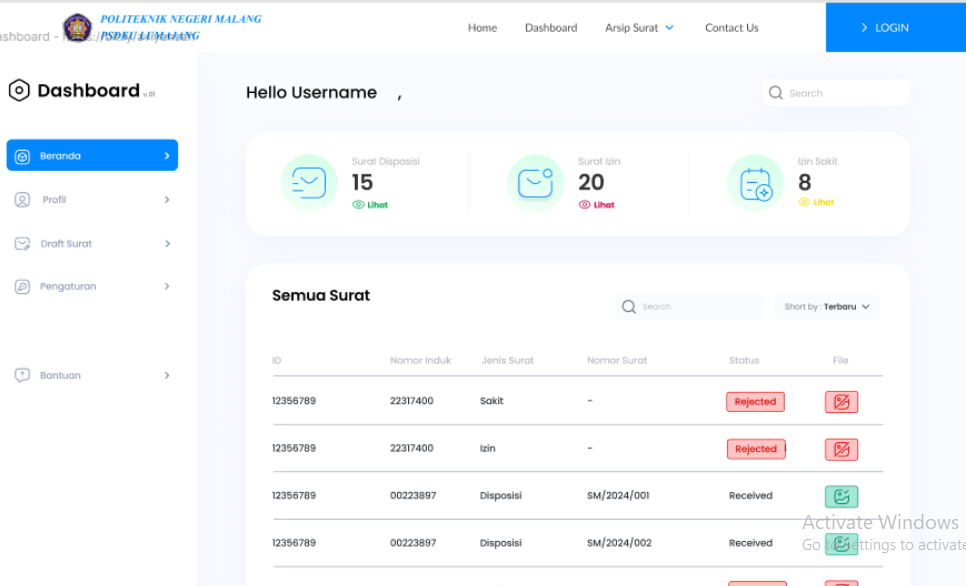 POLITEKNIK NEGERI MALANG
PSDKU LUMAJANG
Home Dashboard Arsip Surat Contact Us LOGIN
Dashboard v.01
Hello Username ,
Search
Beranda
Profil
Draft Surat
Pengaturan
Bantuan
Surat Disposisi
15
Lihat
Surat Izin
20
Lihat
Izin Sakit
8
Lihat
Semua Surat
Search
Short by : Terbaru
ID Nomor Induk Jenis Surat Nomor Surat Status File
12356789 22317400 Sakit - Rejected
12356789 22317400 Izin - Rejected
12356789 00223897 Disposisi SM/2024/001 Received
12356789 00223897 Disposisi SM/2024/002 Received
Activate Windows
Go to Settings to activate